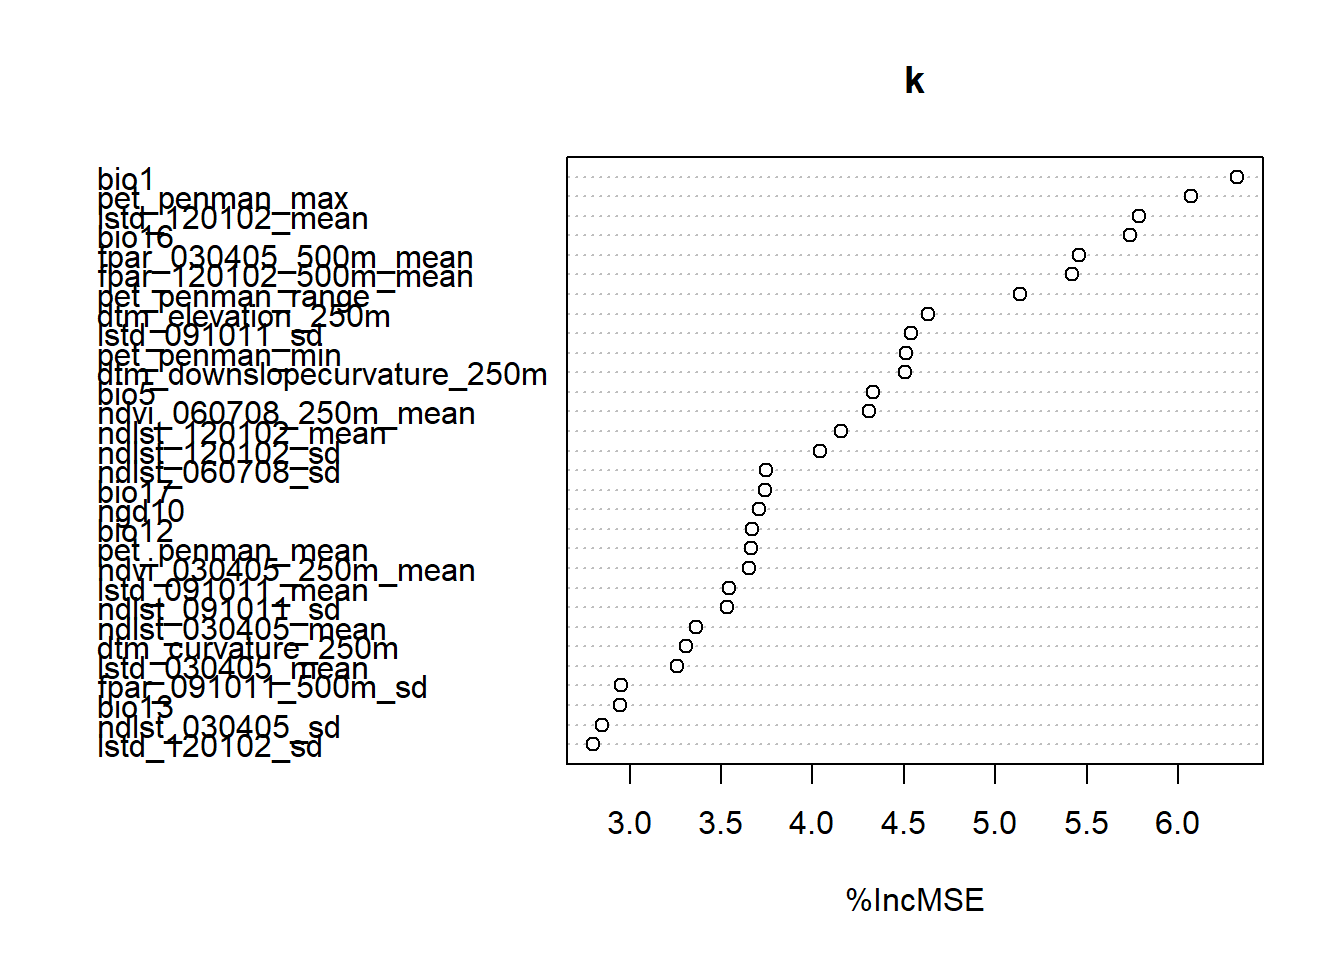 k
bio1
pet_penman_max
lstd_120102_mean
bio16
fpar_030405_500m_mean
fpar_120102_500m_mean
pet_penman_range
dtm_elevation_250m
lstd_091011_sd
pet_penman_min
dtm_downslopecurvature_250m
bio5
ndvi_060708_250m_mean
ndlst_120102_mean
ndlst_120102_sd
ndlst_060708_sd
bio17
ngd10
bio12
pet_penman_mean
ndvi_030405_250m_mean
lstd_091011_mean
ndlst_091011_sd
ndlst_030405_mean
dtm_curvature_250m
lstd_030405_mean
fpar_091011_500m_sd
bio13
ndlst_030405_sd
lstd_120102_sd
3.0 3.5 4.0 4.5 5.0 5.5 6.0
%IncMSE